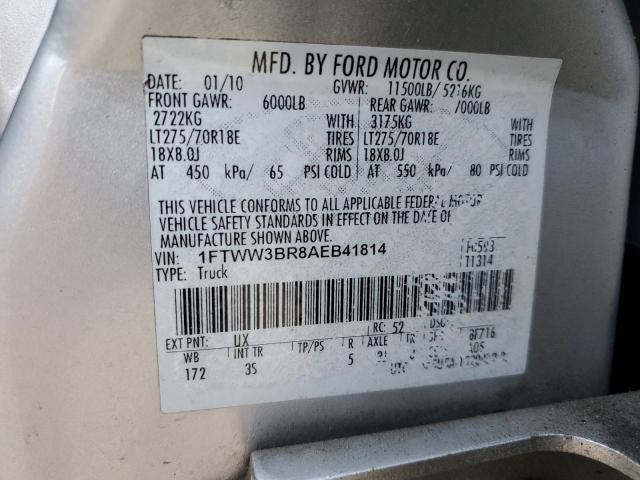 MFD. BY FORD MOTOR CO.
DATE: 01/10 GVWR: 11500LB/ 5216KG
FRONT GAWR: 6000LB REAR GAWR: 7000LB
2722KG WITH 3175KG WITH
LT275/70R18E TIRES LT275/70R18E TIRES
18X8.0J RIMS 18X8.0J RIMS
AT 450 kPa/ 65 PSI COLD AT 550 kPa/ 80 PSI COLD
THIS VEHICLE CONFORMS TO ALL APPLICABLE FEDERAL MOTOR
VEHICLE SAFETY STANDARDS IN EFFECT ON THE DATE OF
MANUFACTURE SHOWN ABOVE.
VIN: 1FTWW3BR8AEB41814
TYPE: Truck T1314
EXT PNT: UX RC: 52 DSO:
WB INT TR TP/PS R AXLE
172 3S 5